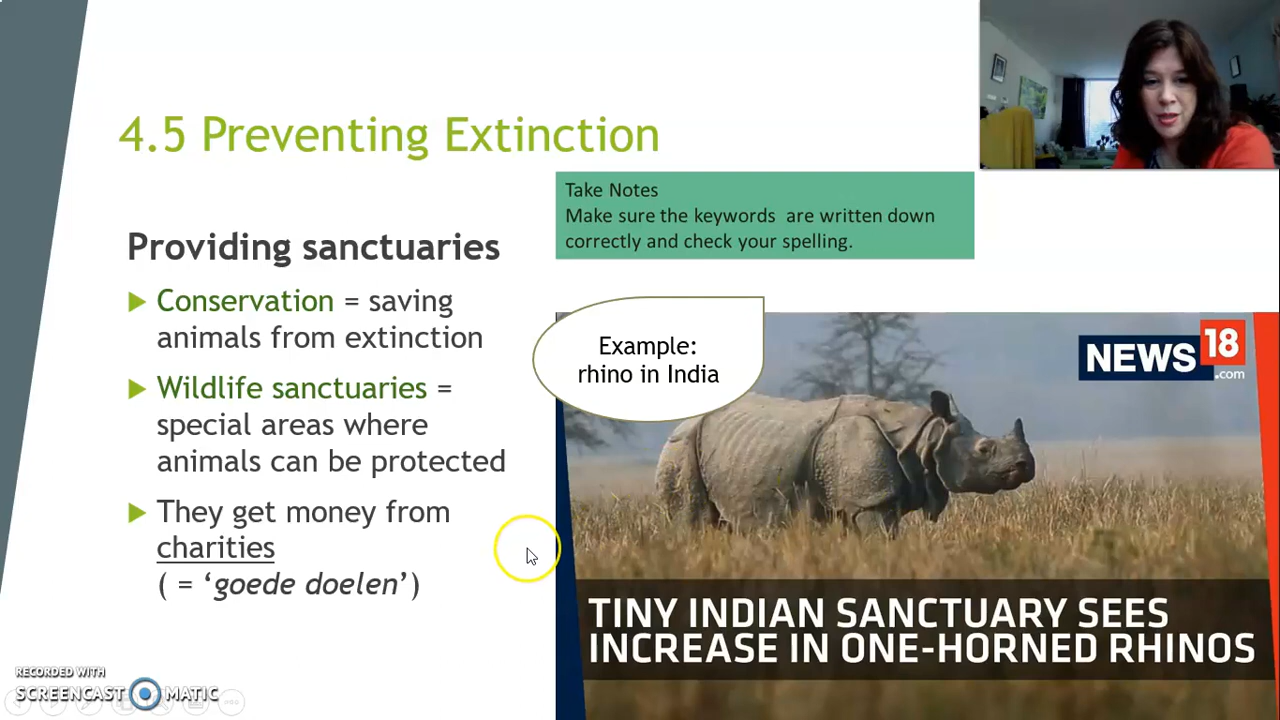 4.5 Preventing Extinction
Take Notes
Make sure the keywords are written down
correctly and check your spelling.
Providing sanctuaries
Conservation = saving
animals from extinction
Wildlife sanctuaries =
special areas where
animals can be protected
They get money from
charities
( = ‘goede doelen’)
Example:
rhino in India
NEWS 18
.com
TINY INDIAN SANCTUARY SEES
INCREASE IN ONE-HORNED RHINOS
RECORDED WITH
SCREENCAST MATIC